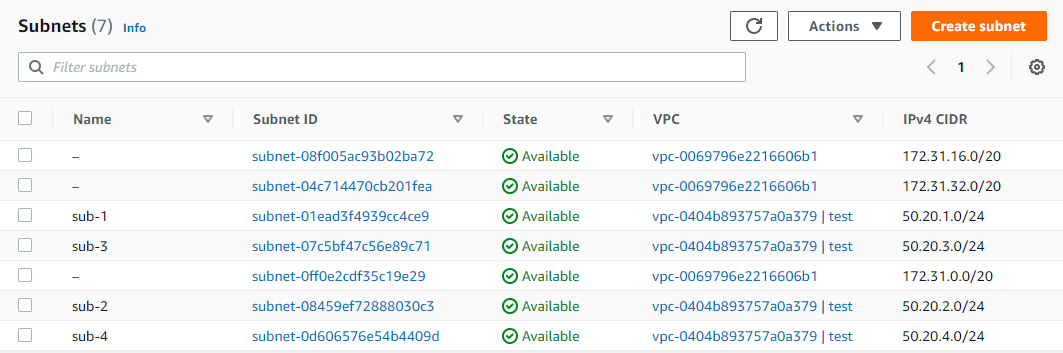 Subnets (7) Info Actions Create subnet
Filter subnets 1
Name Subnet ID State VPC IPv4 CIDR
– subnet-08f005ac93b02ba72 Available vpc-0069796e2216606b1 172.31.16.0/20
– subnet-04c714470cb201fea Available vpc-0069796e2216606b1 172.31.32.0/20
sub-1 subnet-01ead3f4939cc4ce9 Available vpc-0404b893757a0a379 | test 50.20.1.0/24
sub-3 subnet-07c5bf47c56e89c71 Available vpc-0404b893757a0a379 | test 50.20.3.0/24
– subnet-0ff0e2cdf35c19e29 Available vpc-0069796e2216606b1 172.31.0.0/20
sub-2 subnet-08459ef72888030c3 Available vpc-0404b893757a0a379 | test 50.20.2.0/24
sub-4 subnet-0d606576e54b4409d Available vpc-0404b893757a0a379 | test 50.20.4.0/24